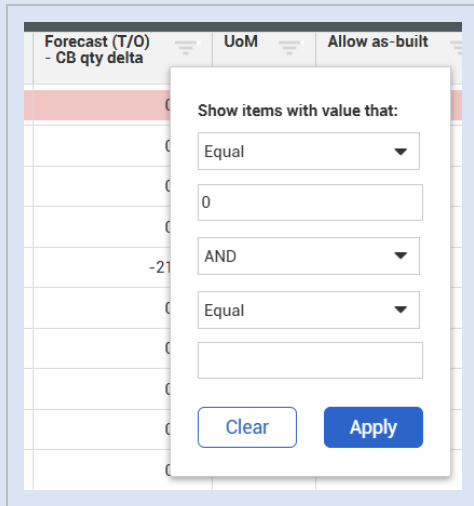 Forecast (T/O)
- CB qty delta
UoM
Allow as-built
Show items with value that:
Equal
0
AND
Equal
Clear
Apply